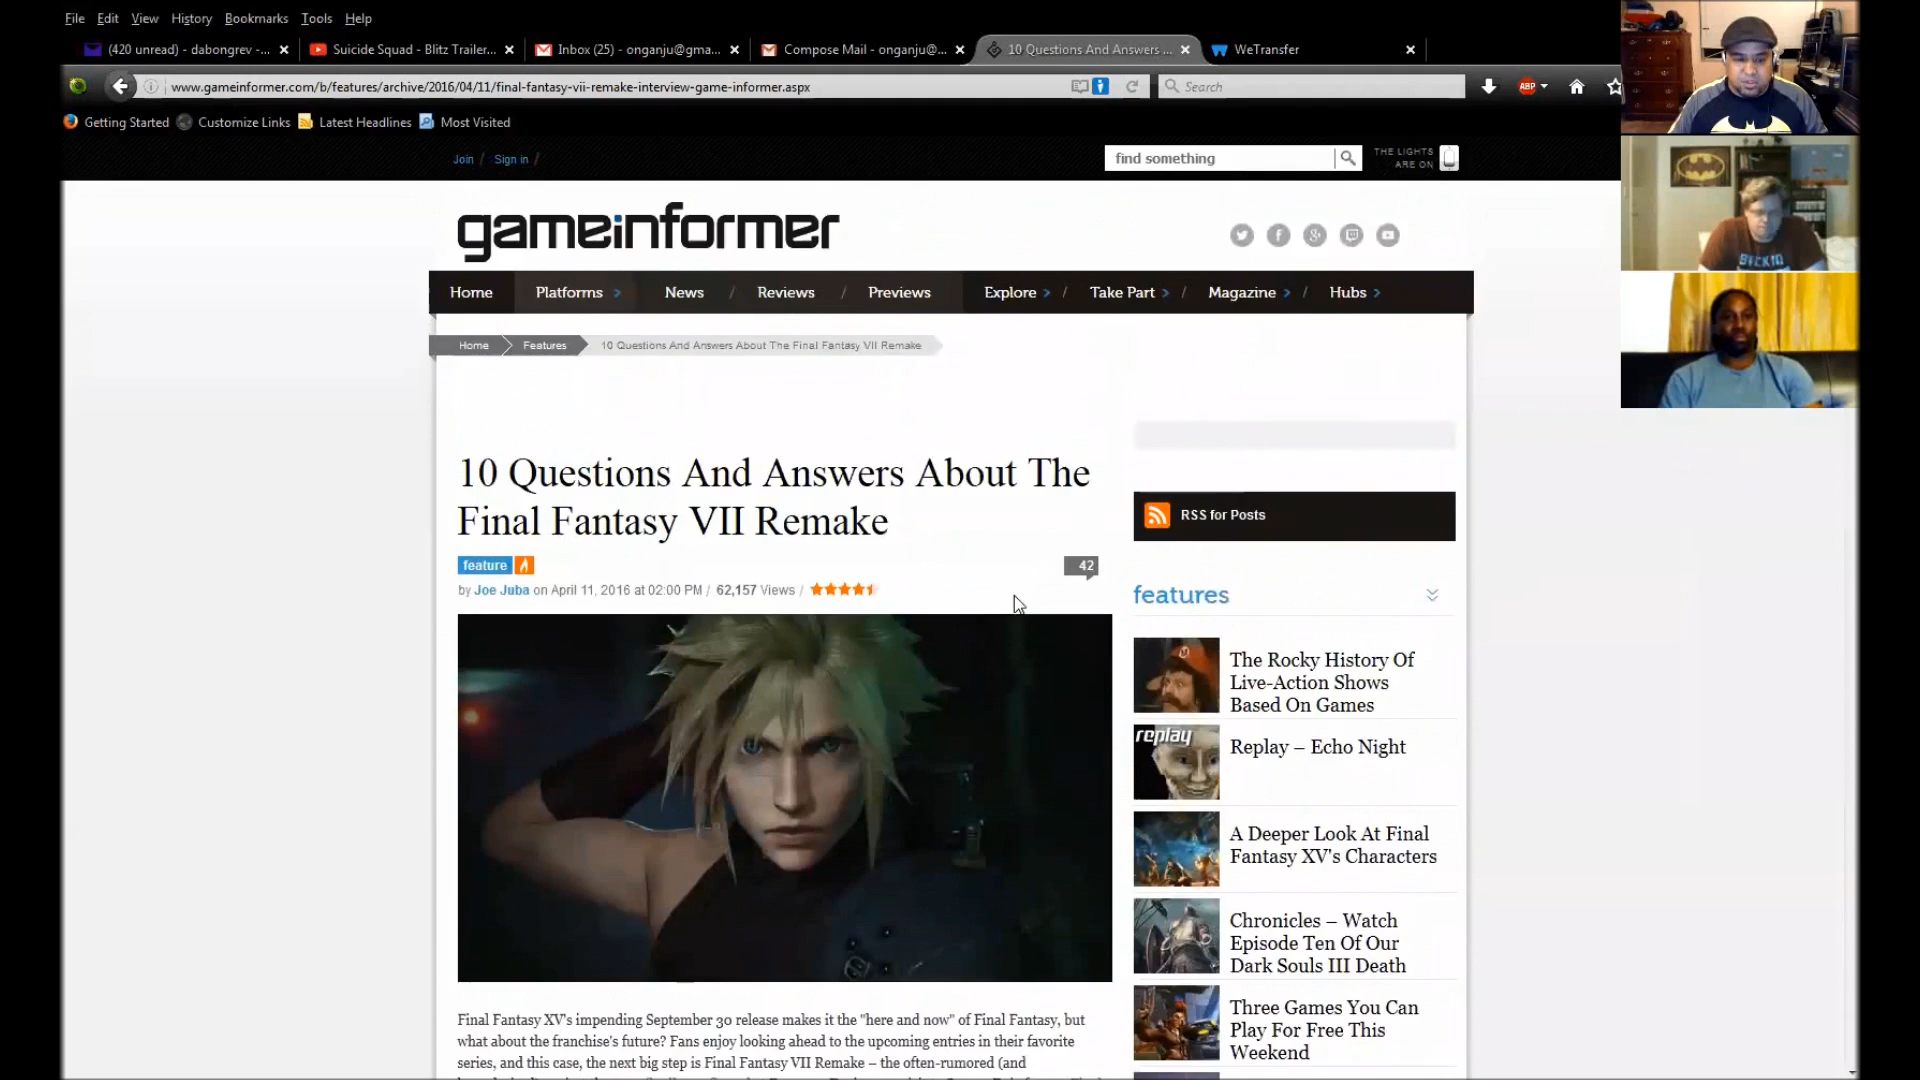 File Edit View History Bookmarks Tools Help
(420 unread) - dabongrev -... Suicide Squad - Blitz Trailer... Inbox (25) - onganju@gma... Compose Mail - onganju@... 10 Questions And Answers ... WeTransfer
www.gameinformer.com/b/features/archive/2016/04/11/final-fantasy-vii-remake-interview-game-informer.aspx Search ABP
Getting Started Customize Links Latest Headlines Most Visited
Join / Sign in / find something THE LIGHTS
ARE ON
gameinformer
Home Platforms News / Reviews / Previews Explore / Take Part / Magazine / Hubs
Home Features 10 Questions And Answers About The Final Fantasy VII Remake
10 Questions And Answers About The
Final Fantasy VII Remake
feature 42
by Joe Juba on April 11, 2016 at 02:00 PM / 62,157 Views /
Final Fantasy XV's impending September 30 release makes it the "here and now" of Final Fantasy, but
what about the franchise's future? Fans enjoy looking ahead to the upcoming entries in their favorite
series, and this case, the next big step is Final Fantasy VII Remake – the often-rumored (and
RSS for Posts
features
The Rocky History Of
Live-Action Shows
Based On Games
replay
Replay – Echo Night
A Deeper Look At Final
Fantasy XV's Characters
Chronicles – Watch
Episode Ten Of Our
Dark Souls III Death
Three Games You Can
Play For Free This
Weekend